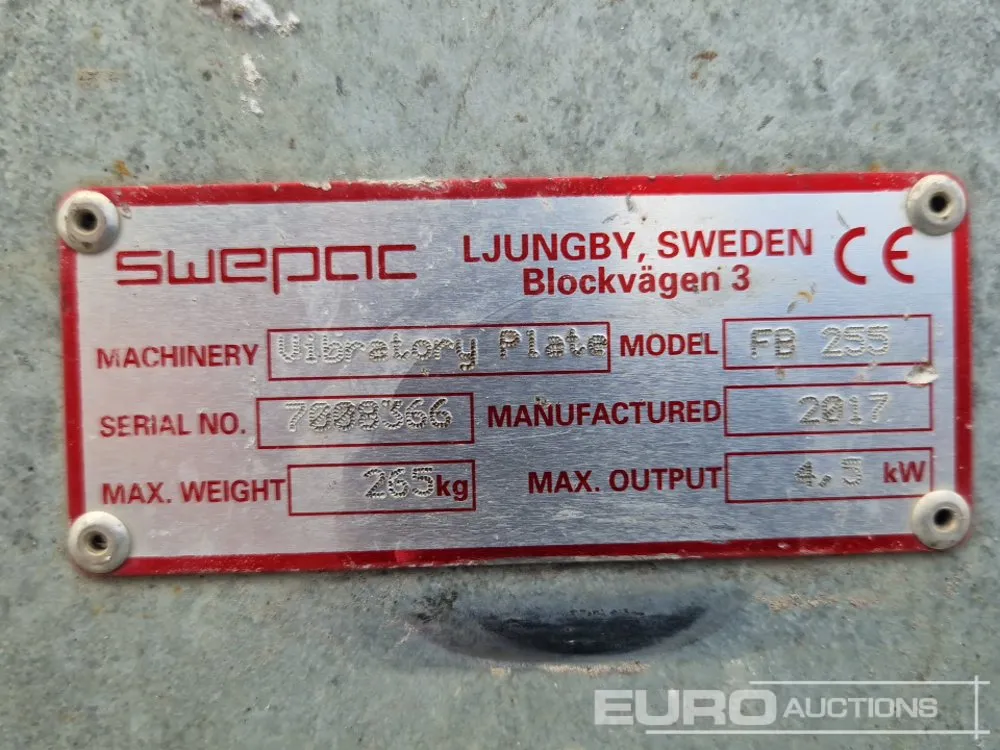 swepac
LJUNGBY, SWEDEN
Blockvägen 3
CE
MACHINERY Vibratory Plate MODEL FB 255
SERIAL NO. 7008366 MANUFACTURED 2017
MAX. WEIGHT 265kg MAX. OUTPUT 4,3 kW
EURO AUCTIONS